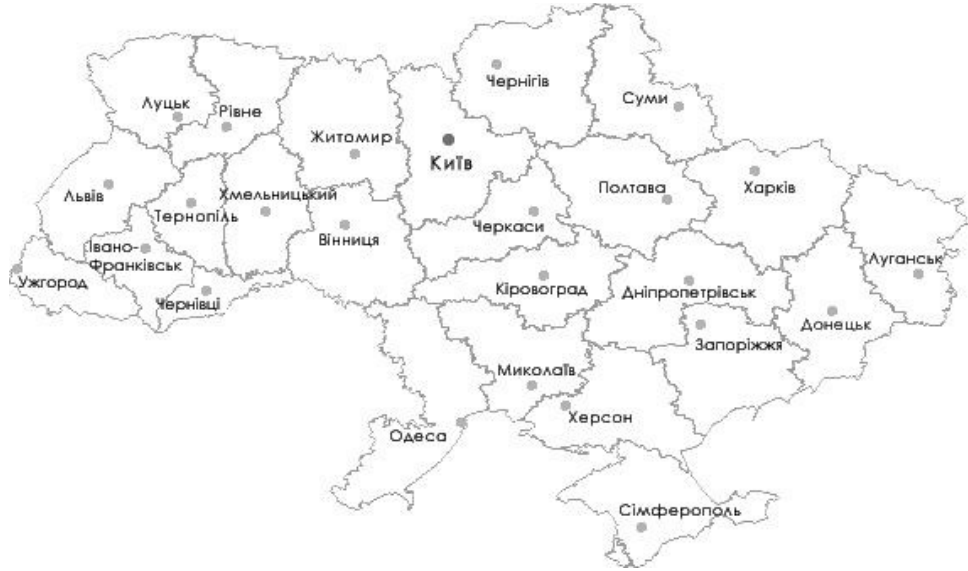 Чернігів
Луцьк
Рівне
Суми
Житомир
Київ
Львів
Тернопіль
Хмельницький
Полтава
Харків
Черкаси
Вінниця
Івано-
Франківськ
Ужгород
Чернівці
Кіровоград
Дніпропетрівськ
Луганськ
Донецьк
Запоріжжя
Миколаїв
Херсон
Одеса
Сімферополь